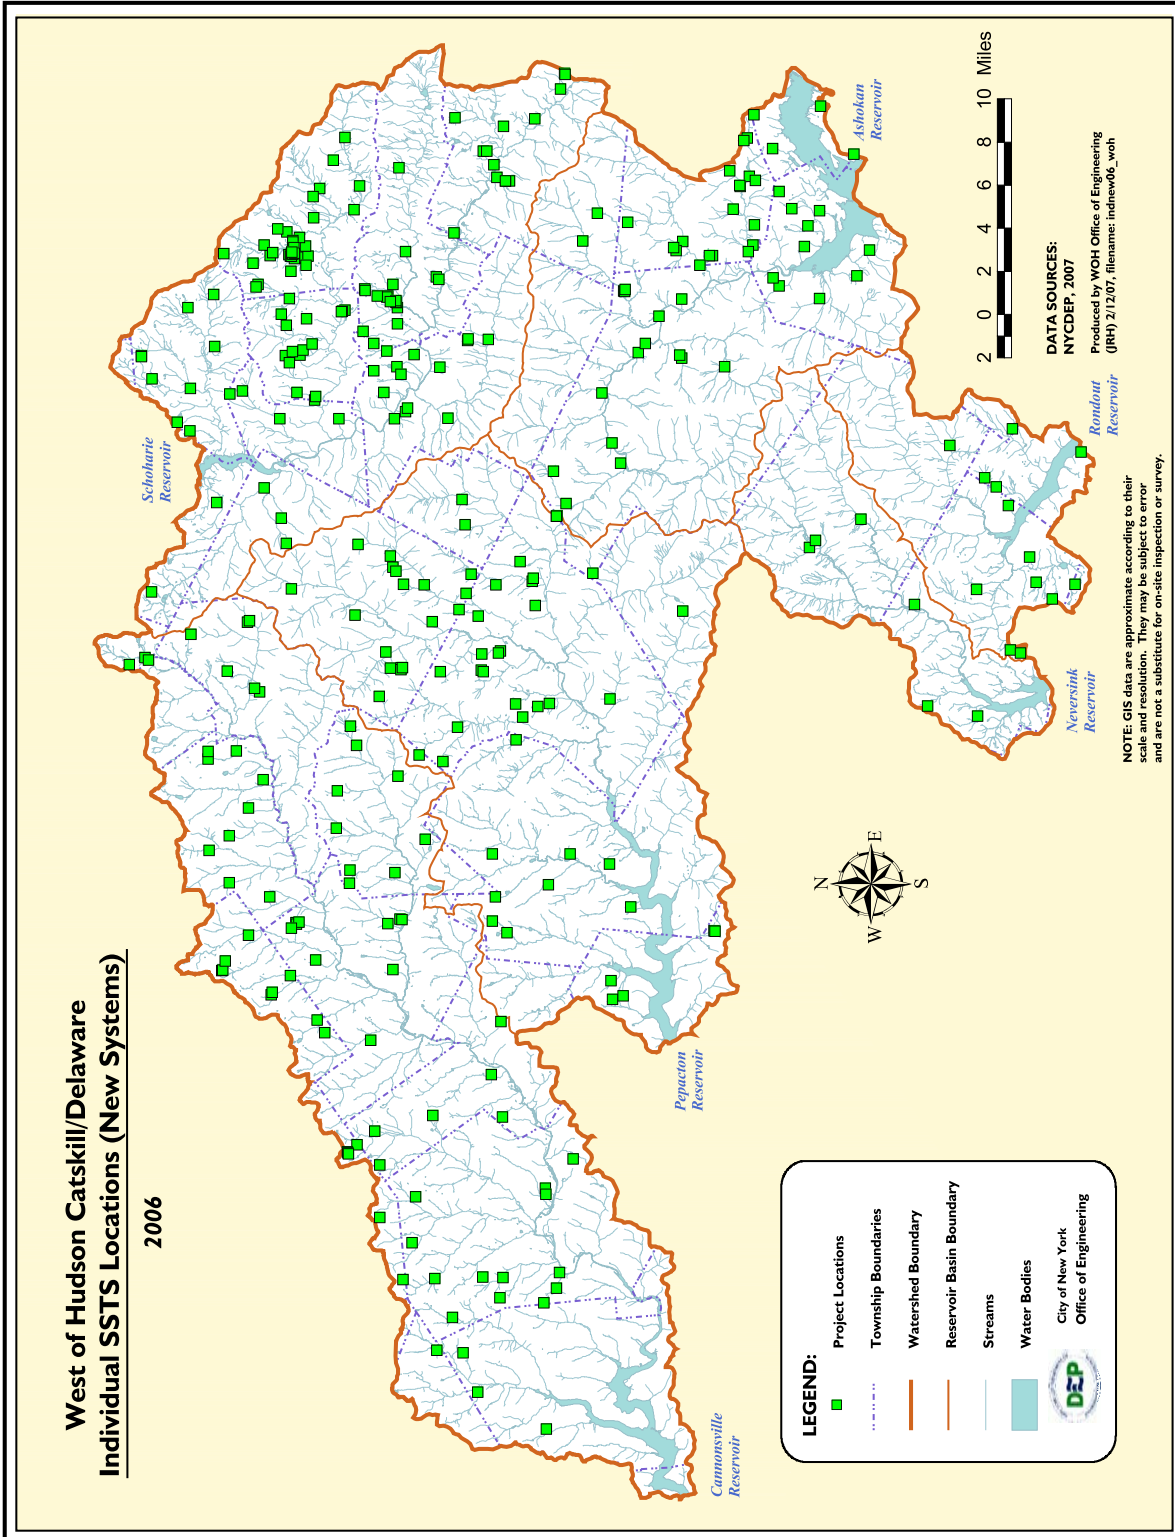 West of Hudson Catskill/Delaware
Individual SSTS Locations (New Systems)
2006
Schoharie
Reservoir
Ashokan
Reservoir
Rondout
Reservoir
Neversink
Reservoir
Pepacton
Reservoir
Cannonsville
Reservoir
N
W
E
S
2 0 2 4 6 8 10 Miles
DATA SOURCES:
NYCDEP, 2007
Produced by WOH Office of Engineering
(JRH) 2/12/07, filename: indnew06_woh
NOTE: GIS data are approximate according to their
scale and resolution. They may be subject to error
and are not a substitute for on-site inspection or survey.
LEGEND:
Project Locations
Township Boundaries
Watershed Boundary
Reservoir Basin Boundary
Streams
Water Bodies
DEP
City of New York
Office of Engineering